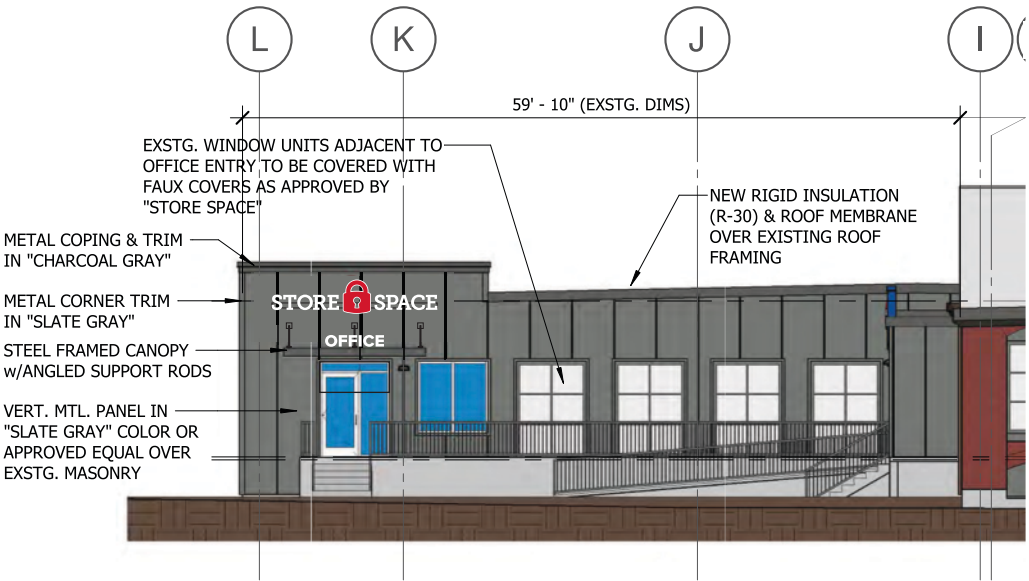 L
K
J
I
59' - 10" (EXSTG. DIMS)
EXSTG. WINDOW UNITS ADJACENT TO
OFFICE ENTRY TO BE COVERED WITH
FAUX COVERS AS APPROVED BY
"STORE SPACE"
NEW RIGID INSULATION
(R-30) & ROOF MEMBRANE
OVER EXISTING ROOF
FRAMING
METAL COPING & TRIM
IN "CHARCOAL GRAY"
METAL CORNER TRIM
IN "SLATE GRAY"
STEEL FRAMED CANOPY
w/ANGLED SUPPORT RODS
VERT. MTL. PANEL IN
"SLATE GRAY" COLOR OR
APPROVED EQUAL OVER
EXSTG. MASONRY
STORE SPACE
OFFICE